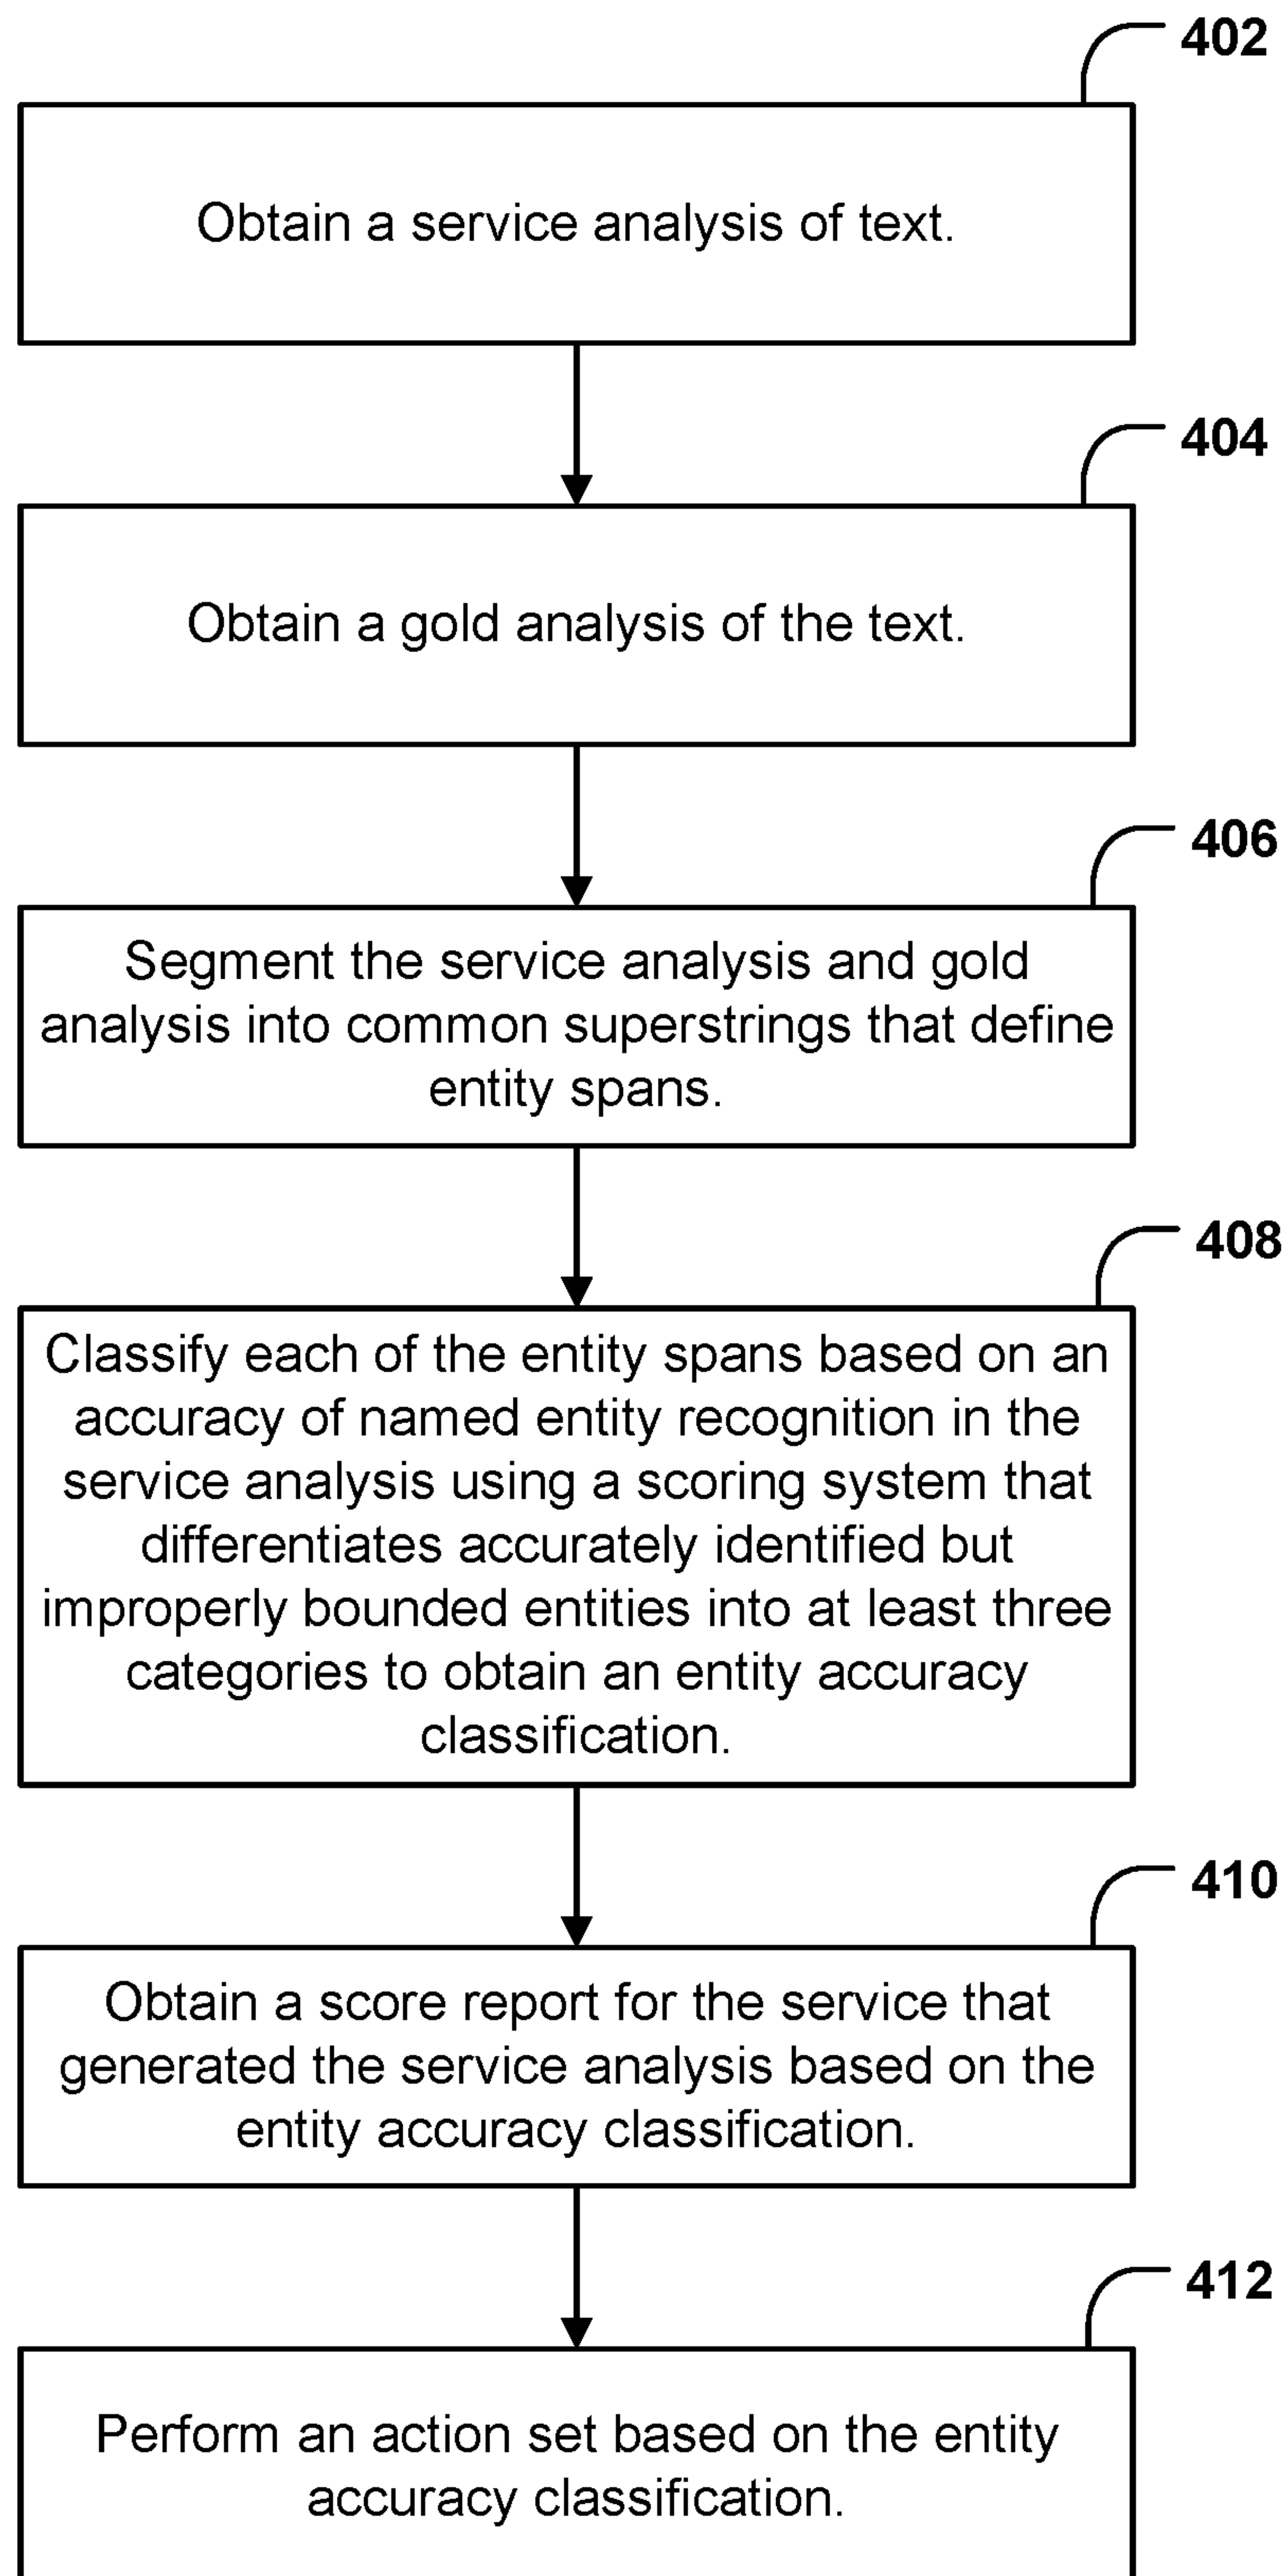 402
Obtain a service analysis of text.
404
Obtain a gold analysis of the text.
406
Segment the service analysis and gold
analysis into common superstrings that define
entity spans.
408
Classify each of the entity spans based on an
accuracy of named entity recognition in the
service analysis using a scoring system that
differentiates accurately identified but
improperly bounded entities into at least three
categories to obtain an entity accuracy
classification.
410
Obtain a score report for the service that
generated the service analysis based on the
entity accuracy classification.
412
Perform an action set based on the entity
accuracy classification.